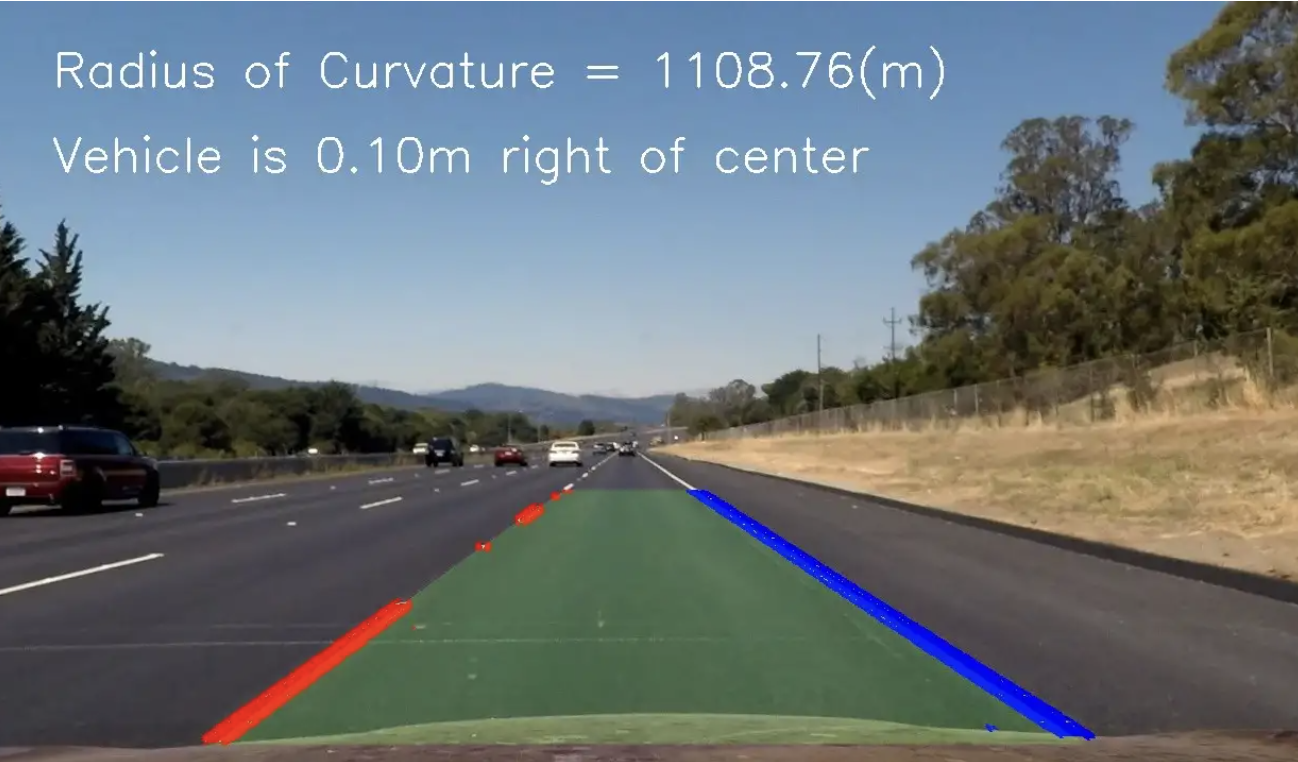 Radius of Curvature = 1108.76(m)
Vehicle is 0.10m right of center